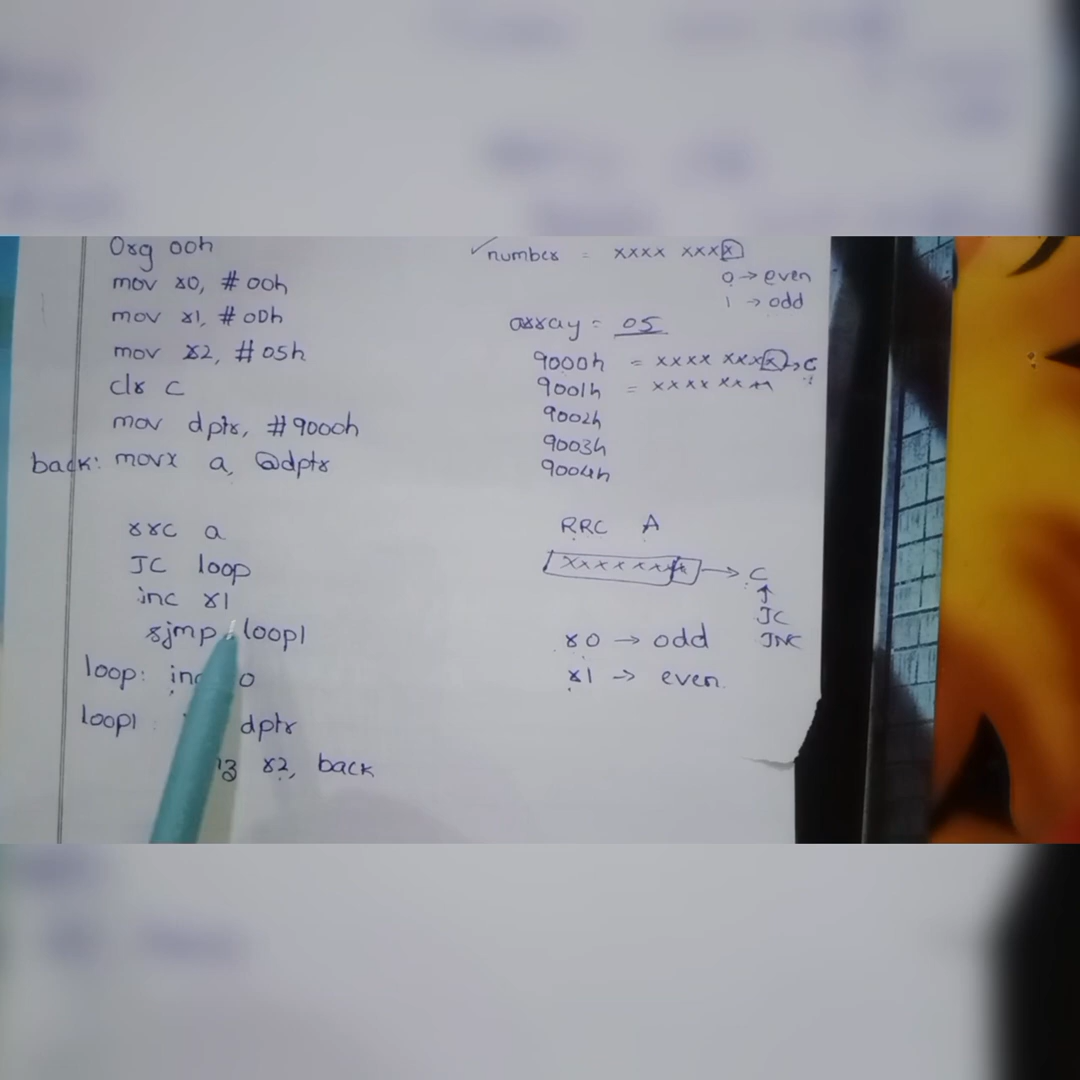 Org 00h
mov r0, #00h
mov r1, #00h
mov r2, #05h
clr c
mov dptr, #9000h
back: movx a, @dptr
rrc a
JC loop
inc r1
sjmp loop1
loop: 0
loop1 : dptr
r2, back
✓number = xxxx xxxx
0 → even
1 → odd
array = 05
9000h = xxxx xxxx → C
9001h = xxxx xxxx
9002h
9003h
9004h
RRC A
xxxxxxxx → C
↑
JC
JNC
r0 → odd
r1 → even.